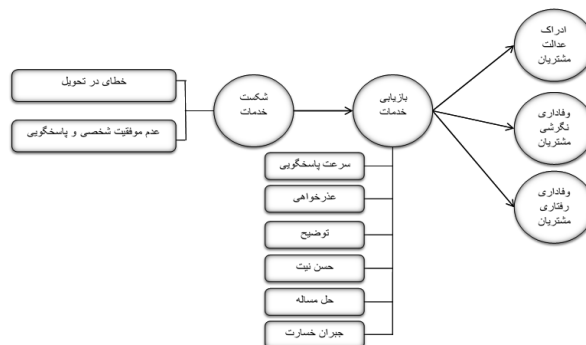 ادراک
عدالت
مشتریان
خطای در تحویل
شکست
خدمات
بازیابی
خدمات
عدم موفقیت شخصی و پاسخگویی
وفاداری
نگرشی
مشتریان
سرعت پاسخگویی
عذرخواهی
وفاداری
رفتاری
مشتریان
توضیح
حسن نیت
حل مساله
جبران خسارت